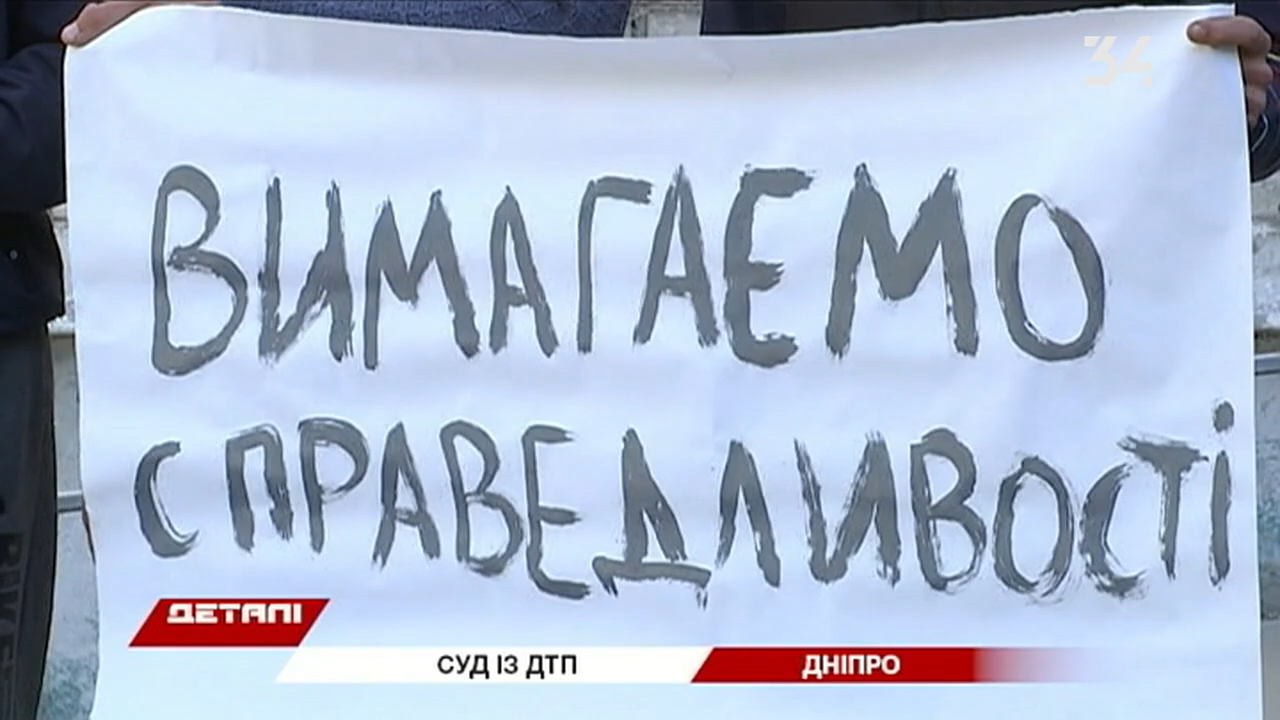 34
ВИМАГАЕМО
СПРАВЕДЛИВОСТІ
ДЕТАЛІ
СУД ІЗ ДТП
ДНІПРО